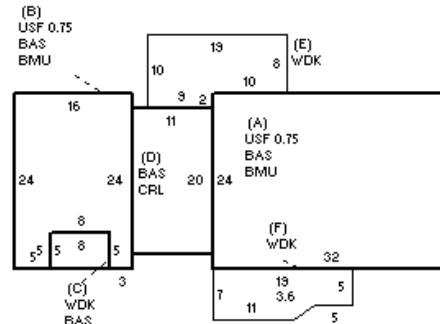 (B)
USF 0.75
BAS
BMU
19
(E)
WDK
8
10
10
16
9
2
11
(A)
USF 0.75
BAS
BMU
(D)
BAS
CRL
24
24
20
24
8
(F)
WDK
5
5
5
8
5
32
3
(C)
WDK
BAS
7
19
3.6
5
11
5